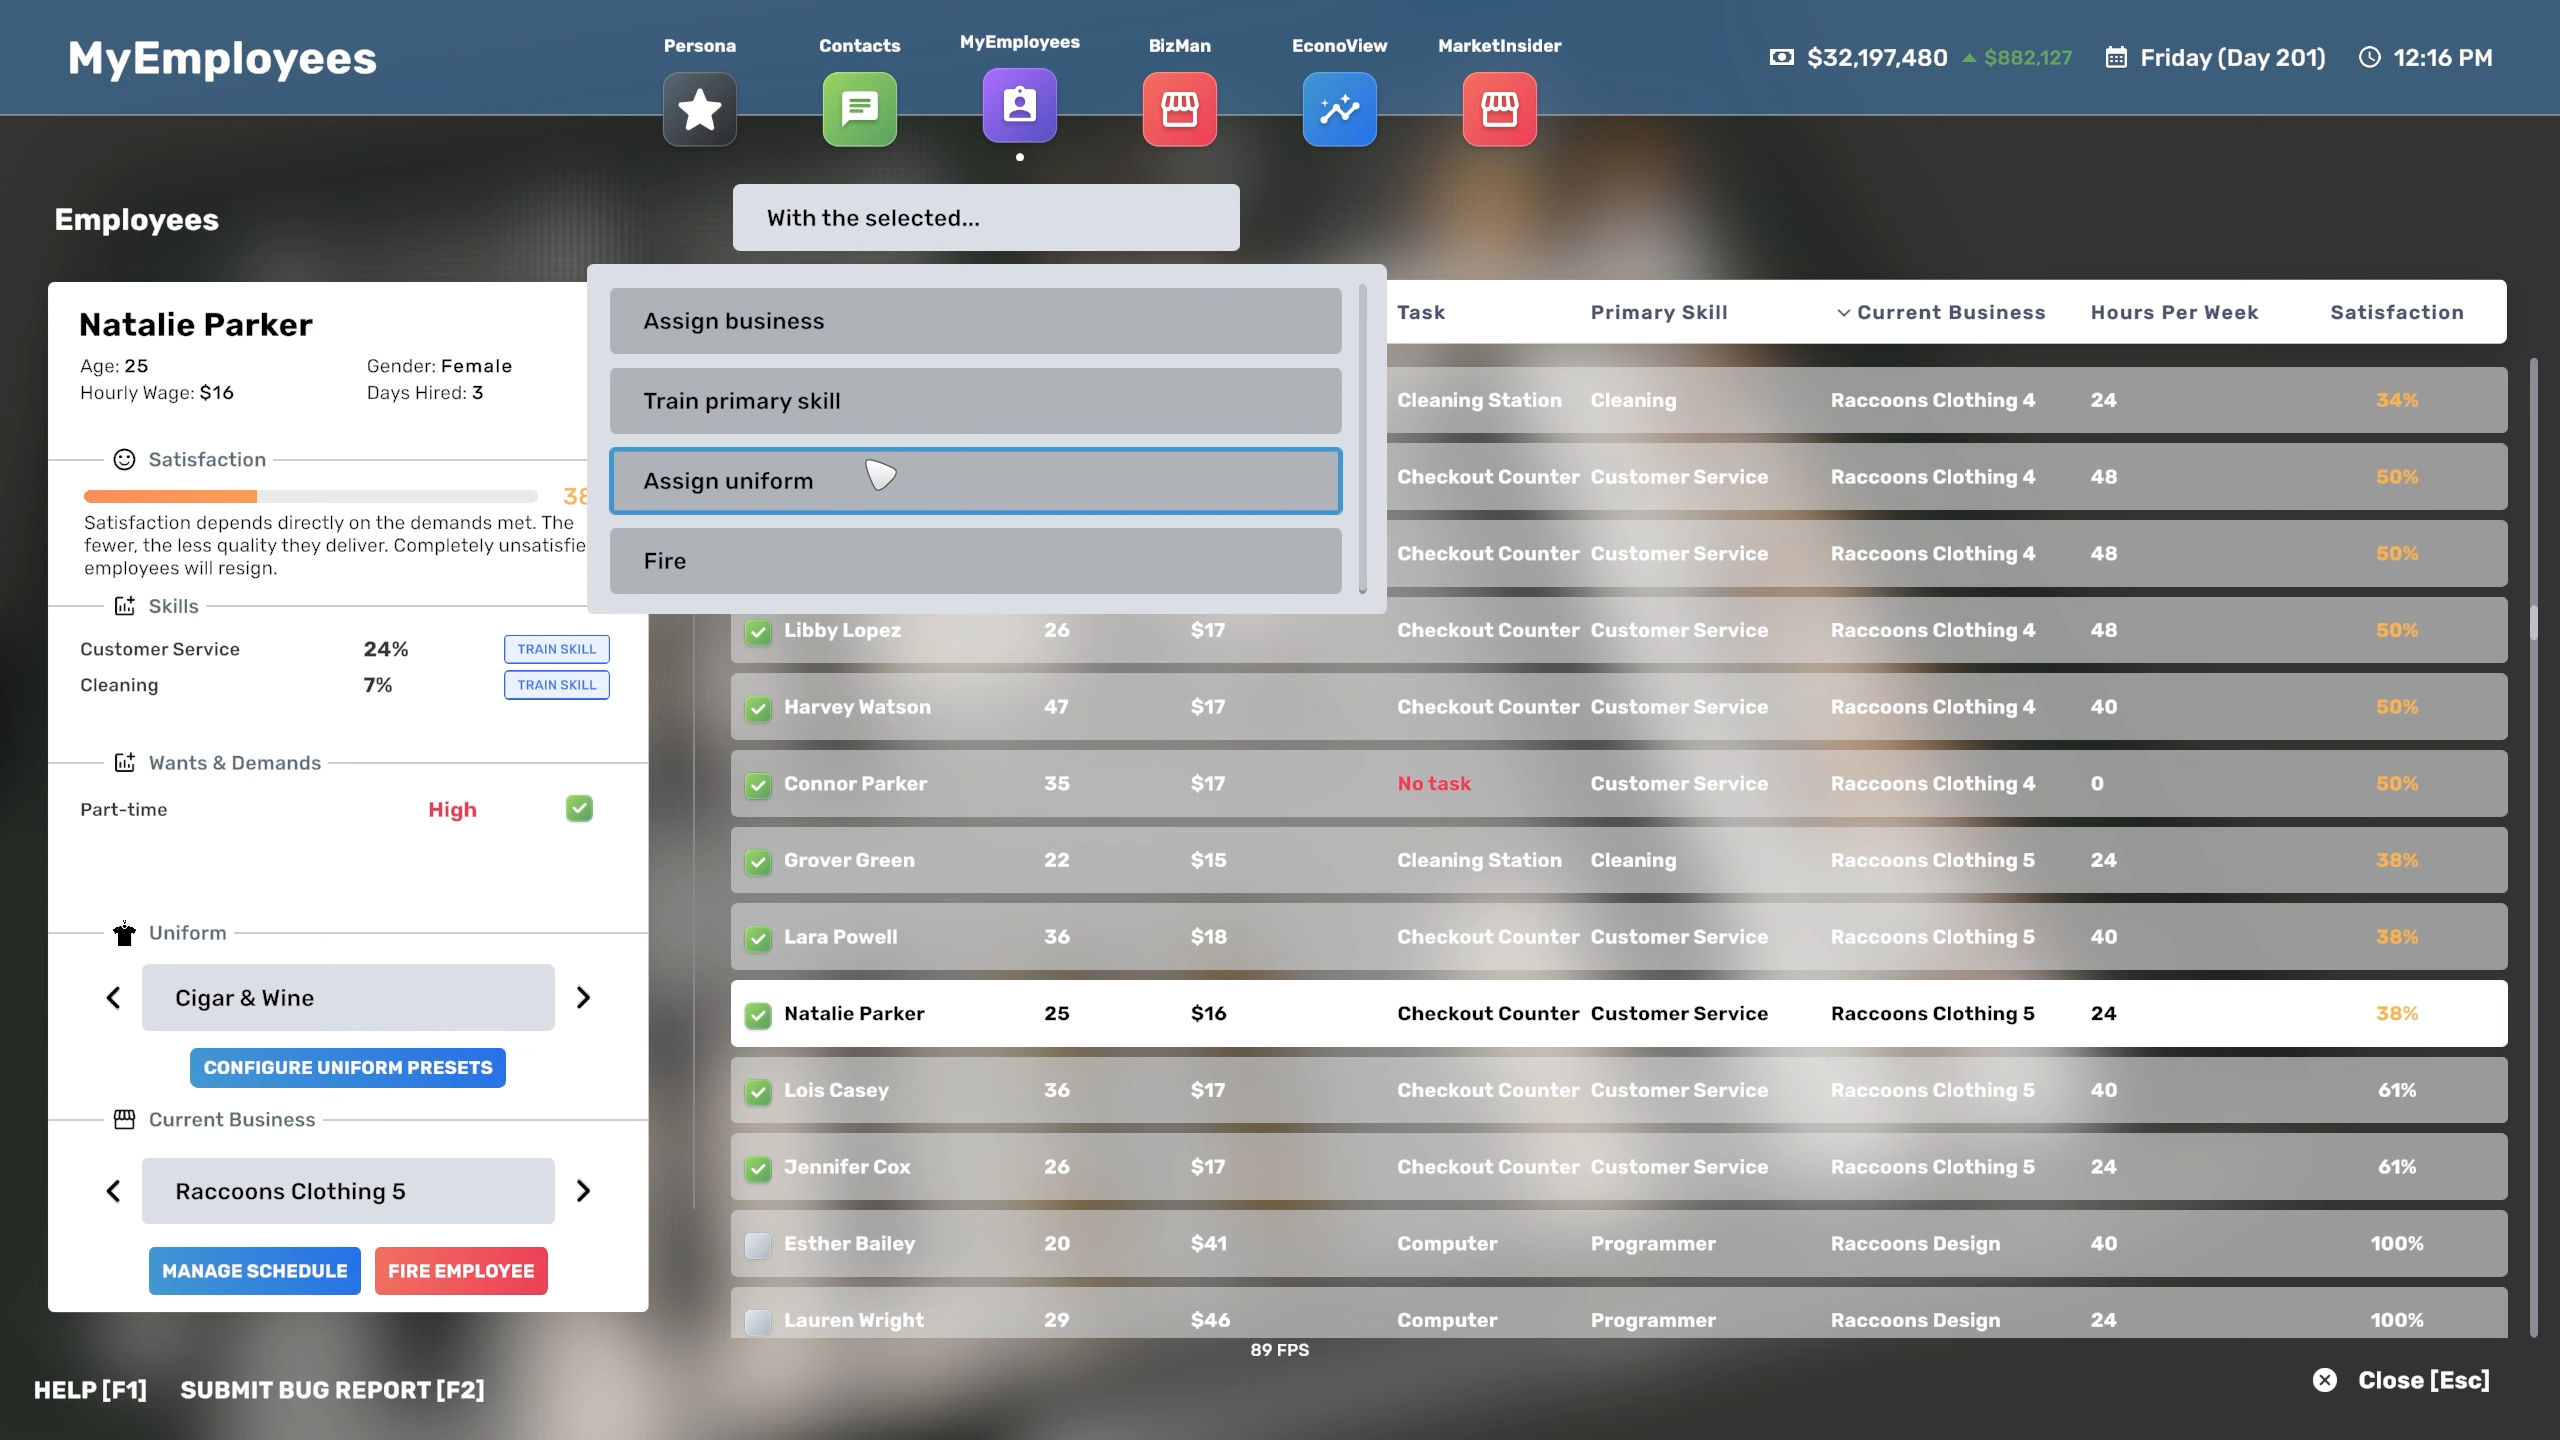 MyEmployees
Persona
Contacts
MyEmployees
BizMan
EconoView
MarketInsider
$32,197,480
$882,127
Friday (Day 201)
12:16 PM
Employees
With the selected...
Assign business
Train primary skill
Assign uniform
Fire
Natalie Parker
Age: 25
Gender: Female
Hourly Wage: $16
Days Hired: 3
Satisfaction
Satisfaction depends directly on the demands met. The
fewer, the less quality they deliver. Completely
employees will resign.
Skills
Customer Service 24% TRAIN SKILL
Cleaning 7% TRAIN SKILL
Wants & Demands
Part-time High
Uniform
Cigar & Wine
CONFIGURE UNIFORM PRESETS
Current Business
Raccoons Clothing 5
MANAGE SCHEDULE FIRE EMPLOYEE
Task Primary Skill Current Business Hours Per Week Satisfaction
Cleaning Station Cleaning Raccoons Clothing 4 24 34%
Checkout Counter Customer Service Raccoons Clothing 4 48 50%
Checkout Counter Customer Service Raccoons Clothing 4 48 50%
Libby Lopez 26 $17 Checkout Counter Customer Service Raccoons Clothing 4 48 50%
Harvey Watson 47 $17 Checkout Counter Customer Service Raccoons Clothing 4 40 50%
Connor Parker 35 $17 No task Customer Service Raccoons Clothing 4 0 50%
Grover Green 22 $15 Cleaning Station Cleaning Raccoons Clothing 5 24 38%
Lara Powell 36 $18 Checkout Counter Customer Service Raccoons Clothing 5 40 38%
Natalie Parker 25 $16 Checkout Counter Customer Service Raccoons Clothing 5 24 38%
Lois Casey 36 $17 Checkout Counter Customer Service Raccoons Clothing 5 40 61%
Jennifer Cox 26 $17 Checkout Counter Customer Service Raccoons Clothing 5 24 61%
Esther Bailey 20 $41 Computer Programmer Raccoons Design 40 100%
Lauren Wright 29 $46 Computer Programmer Raccoons Design 24 100%
89 FPS
HELP [F1] SUBMIT BUG REPORT [F2]
Close [Esc]